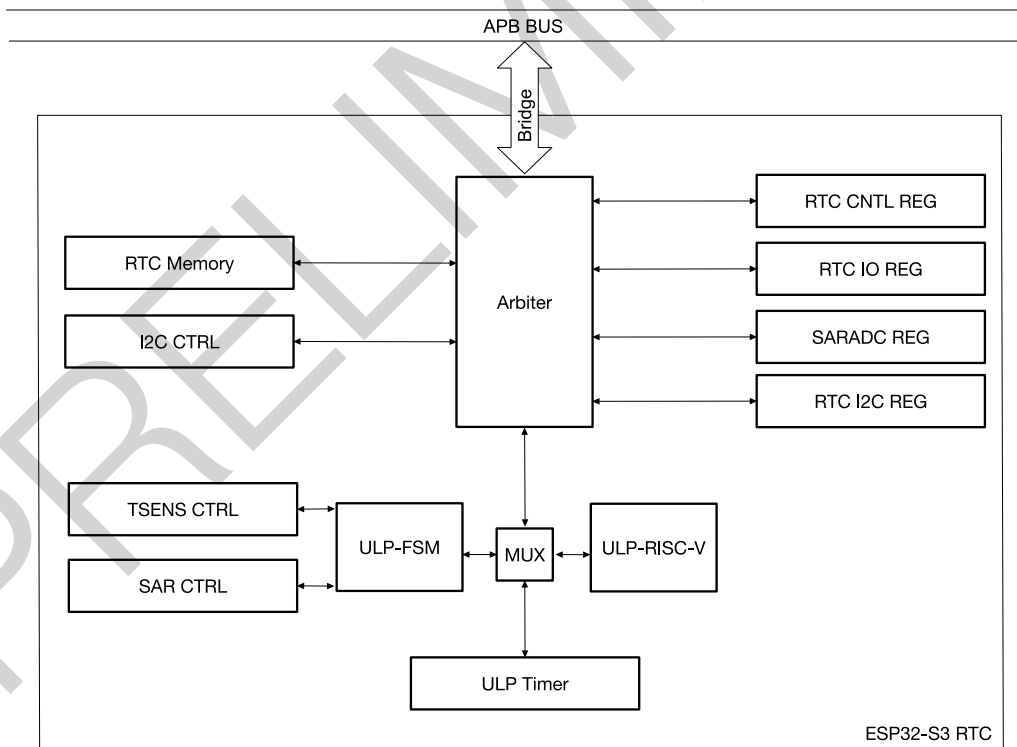 APB BUS
Bridge
RTC CNTL REG
RTC Memory
RTC IO REG
Arbiter
I2C CTRL
SARADC REG
RTC I2C REG
TSENS CTRL
ULP-FSM
MUX
ULP-RISC-V
SAR CTRL
ULP Timer
ESP32-S3 RTC
PRELIMI